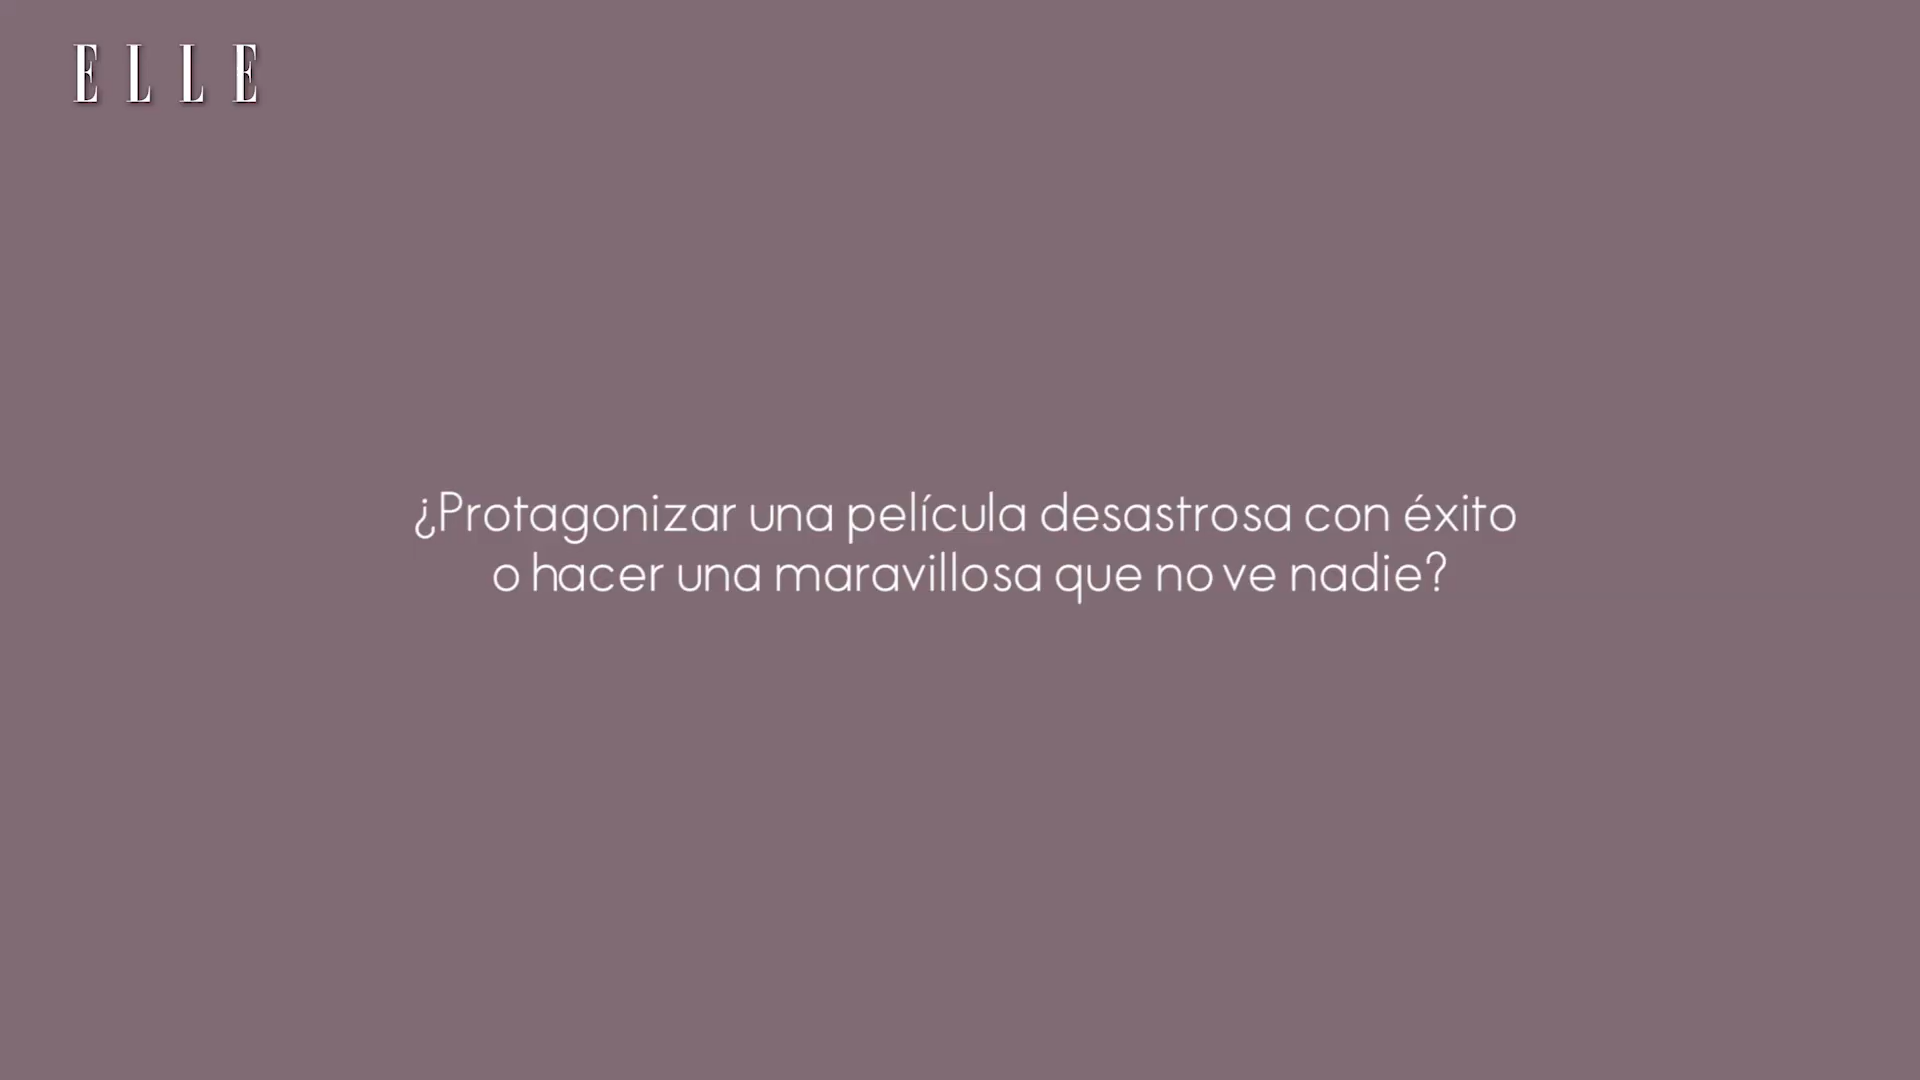 ELLE
¿Protagonizar una película desastrosa con éxito
o hacer una maravillosa que no ve nadie?